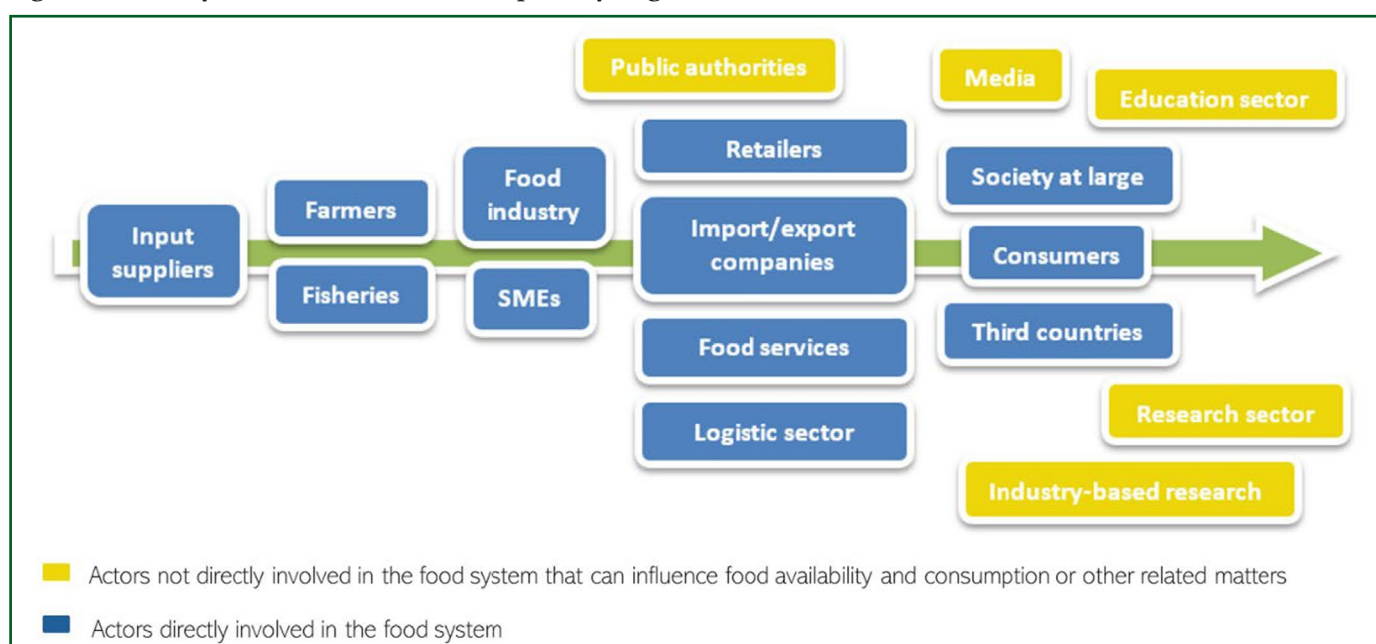 Public authorities
Media
Education sector
Retailers
Food
industry
Society at large
Farmers
Input
suppliers
Import/export
companies
Consumers
Fisheries
SMEs
Third countries
Food services
Research sector
Logistic sector
Industry-based research
Actors not directly involved in the food system that can influence food availability and consumption or other related matters
Actors directly involved in the food system